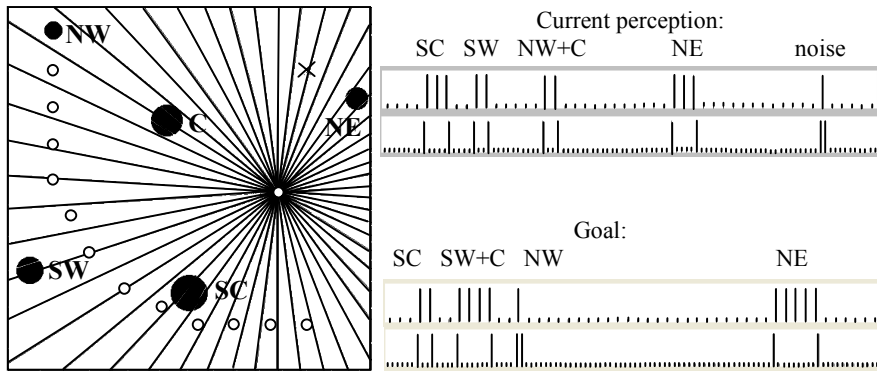 NW
C
NE
SW
SC
Current perception:
SC SW NW+C NE noise
Goal:
SC SW+C NW NE